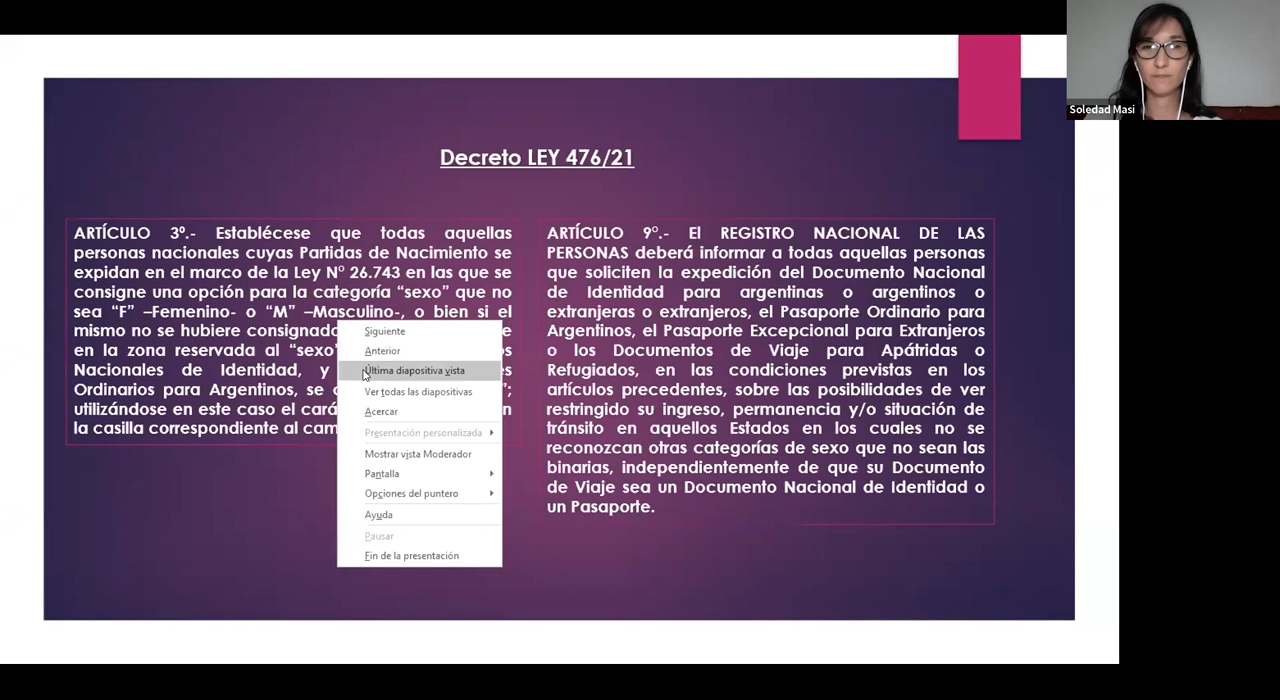 Soledad Masi
Decreto LEY 476/21
ARTÍCULO 3º.- Establécese que todas aquellas
personas nacionales cuyas Partidas de Nacimiento se
expidan en el marco de la Ley Nº 26.743 en las que se
consigne una opción para la categoría “sexo” que no
sea “F” –Femenino- o “M” –Masculino-, o bien si el
mismo no se hubiere consignado
en la zona reservada al “sexo”
Nacionales de Identidad, y
Ordinarios para Argentinos, se
utilizándose en este caso el
la casilla correspondiente al
Siguiente
Anterior
Última diapositiva vista
Ver todas las diapositivas
Acercar
Presentación personalizada
Mostrar vista Moderador
Pantalla
Opciones del puntero
Ayuda
Pausar
Fin de la presentación
ARTÍCULO 9º.- El REGISTRO NACIONAL DE LAS
PERSONAS deberá informar a todas aquellas personas
que soliciten la expedición del Documento Nacional
de Identidad para argentinas o argentinos o
extranjeras o extranjeros, el Pasaporte Ordinario para
Argentinos, el Pasaporte Excepcional para Extranjeros
o los Documentos de Viaje para Apátridas o
Refugiados, en las condiciones previstas en los
artículos precedentes, sobre las posibilidades de ver
restringido su ingreso, permanencia y/o situación de
tránsito en aquellos Estados en los cuales no se
reconozcan otras categorías de sexo que no sean las
binarias, independientemente de que su Documento
de Viaje sea un Documento Nacional de Identidad o
un Pasaporte.